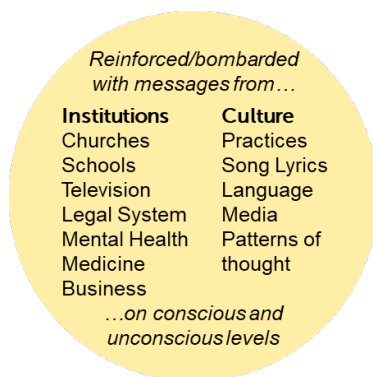 Reinforced/bombarded
with messages from…
Institutions Culture
Churches Practices
Schools Song Lyrics
Television Language
Legal System Media
Mental Health Patterns of
Medicine thought
Business
…on conscious and
unconscious levels